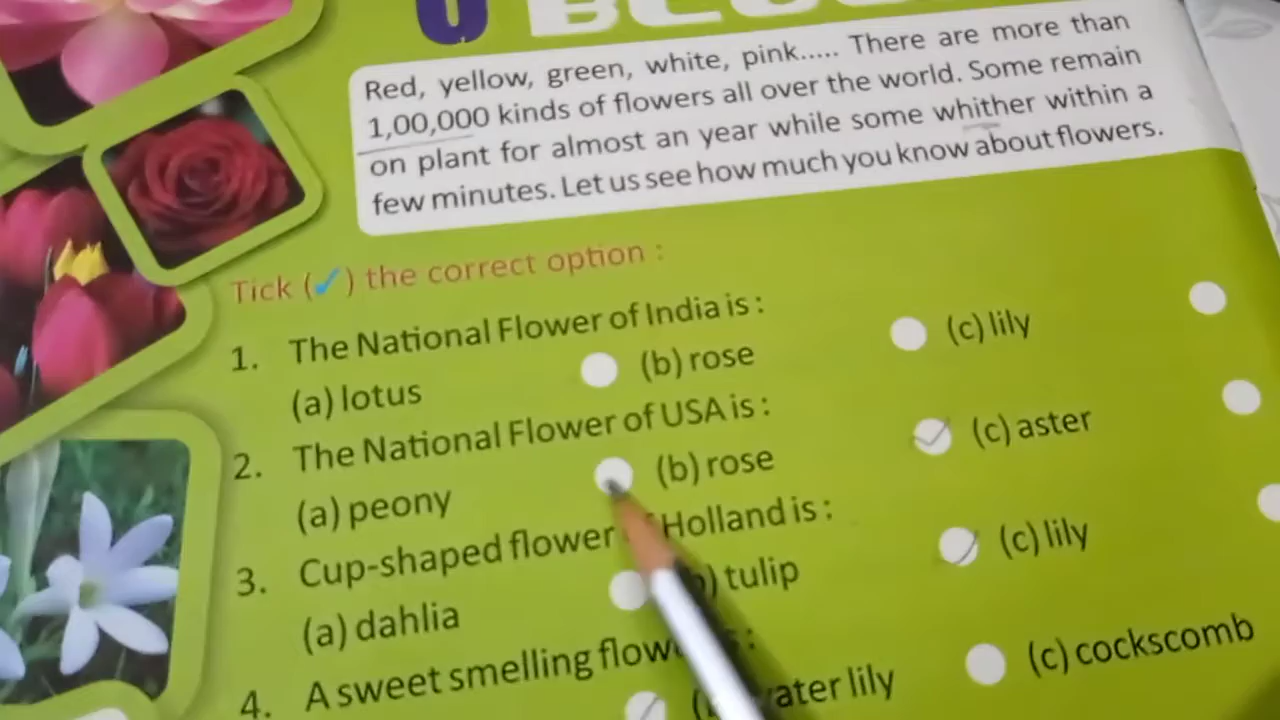 Red, yellow, green, white, pink..... There are more than
1,00,000 kinds of flowers all over the world. Some remain
on plant for almost an year while some whither within a
few minutes. Let us see how much you know about flowers.
Tick (✓) the correct option :
1. The National Flower of India is :
(a) lotus (b) rose (c) lily
2. The National Flower of USA is :
(a) peony (b) rose (c) aster
3. Cup-shaped flower Holland is :
(a) dahlia tulip (c) lily
4. A sweet smelling
lily (c) cockscomb